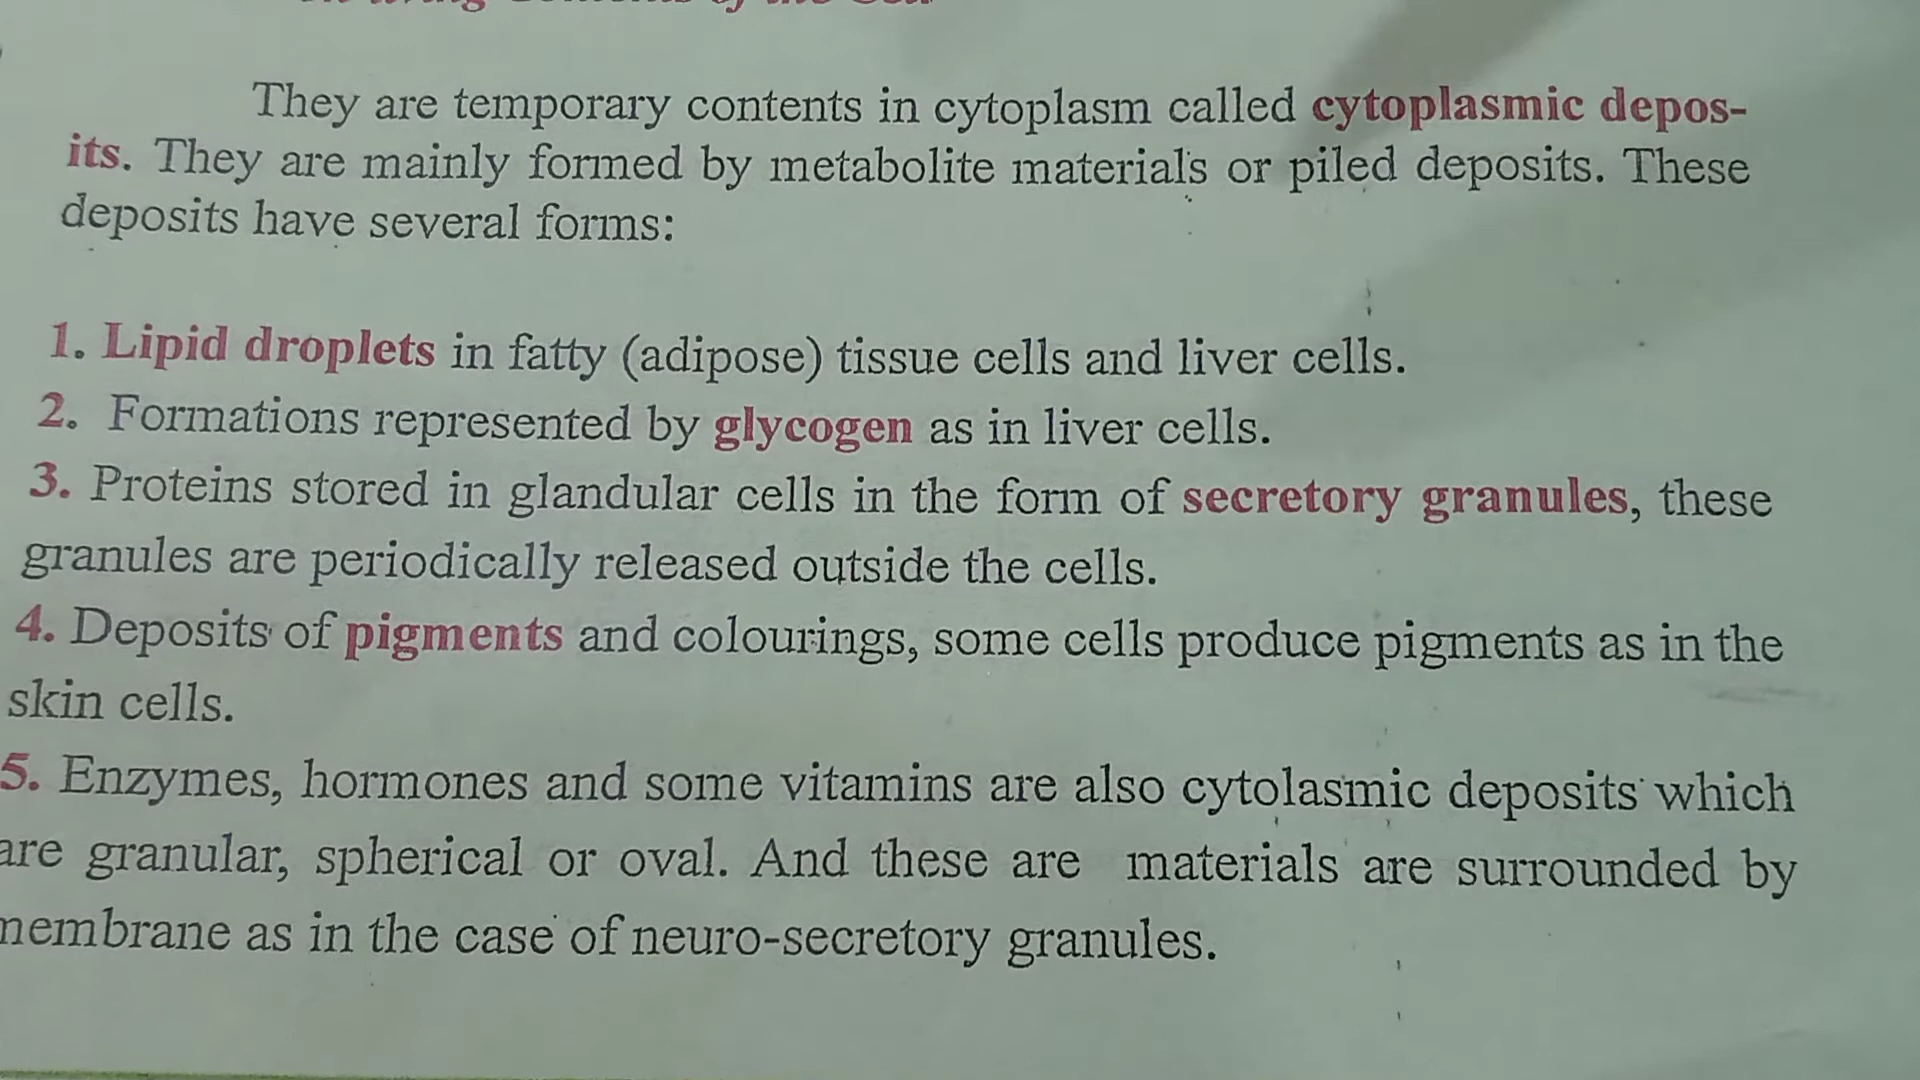 Contents of the Cell
They are temporary contents in cytoplasm called cytoplasmic depos-
its. They are mainly formed by metabolite materials or piled deposits. These
deposits have several forms:
1. Lipid droplets in fatty (adipose) tissue cells and liver cells.
2. Formations represented by glycogen as in liver cells.
3. Proteins stored in glandular cells in the form of secretory granules, these
granules are periodically released outside the cells.
4. Deposits of pigments and colourings, some cells produce pigments as in the
skin cells.
5. Enzymes, hormones and some vitamins are also cytolasmic deposits which
are granular, spherical or oval. And these are materials are surrounded by
membrane as in the case of neuro-secretory granules.